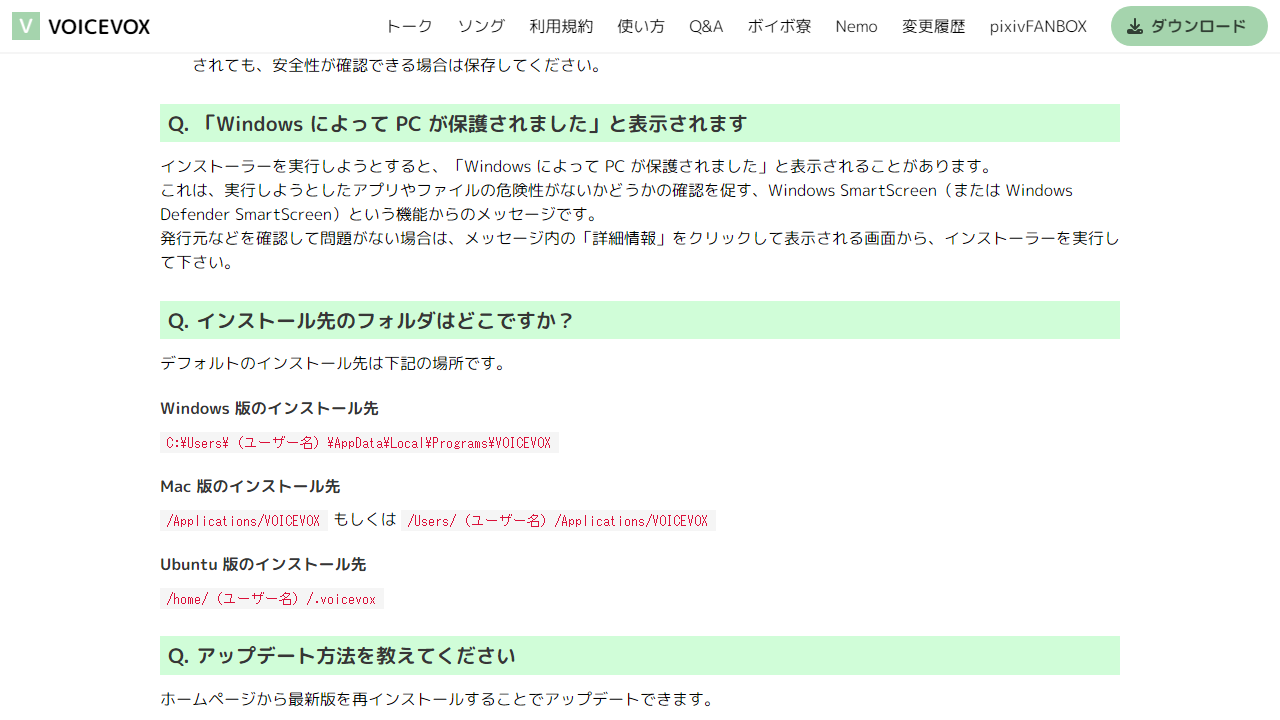 V VOICEVOX トーク ソング 利用規約 使い方 Q&A ボイボ寮 Nemo 変更履歴 pixivFANBOX ダウンロード
されても、安全性が確認できる場合は保存してください。
Q. 「Windows によって PC が保護されました」と表示されます
インストーラーを実行しようとすると、「Windows によって PC が保護されました」と表示されることがあります。
これは、実行しようとしたアプリやファイルの危険性がないかどうかの確認を促す、Windows SmartScreen（または Windows
Defender SmartScreen）という機能からのメッセージです。
発行元などを確認して問題がない場合は、メッセージ内の「詳細情報」をクリックして表示される画面から、インストーラーを実行し
て下さい。
Q. インストール先のフォルダはどこですか？
デフォルトのインストール先は下記の場所です。
Windows 版のインストール先
C:¥Users¥（ユーザー名）¥AppData¥Local¥Programs¥VOICEVOX
Mac 版のインストール先
/Applications/VOICEVOX もしくは /Users/（ユーザー名）/Applications/VOICEVOX
Ubuntu 版のインストール先
/home/（ユーザー名）/.voicevox
Q. アップデート方法を教えてください
ホームページから最新版を再インストールすることでアップデートできます。